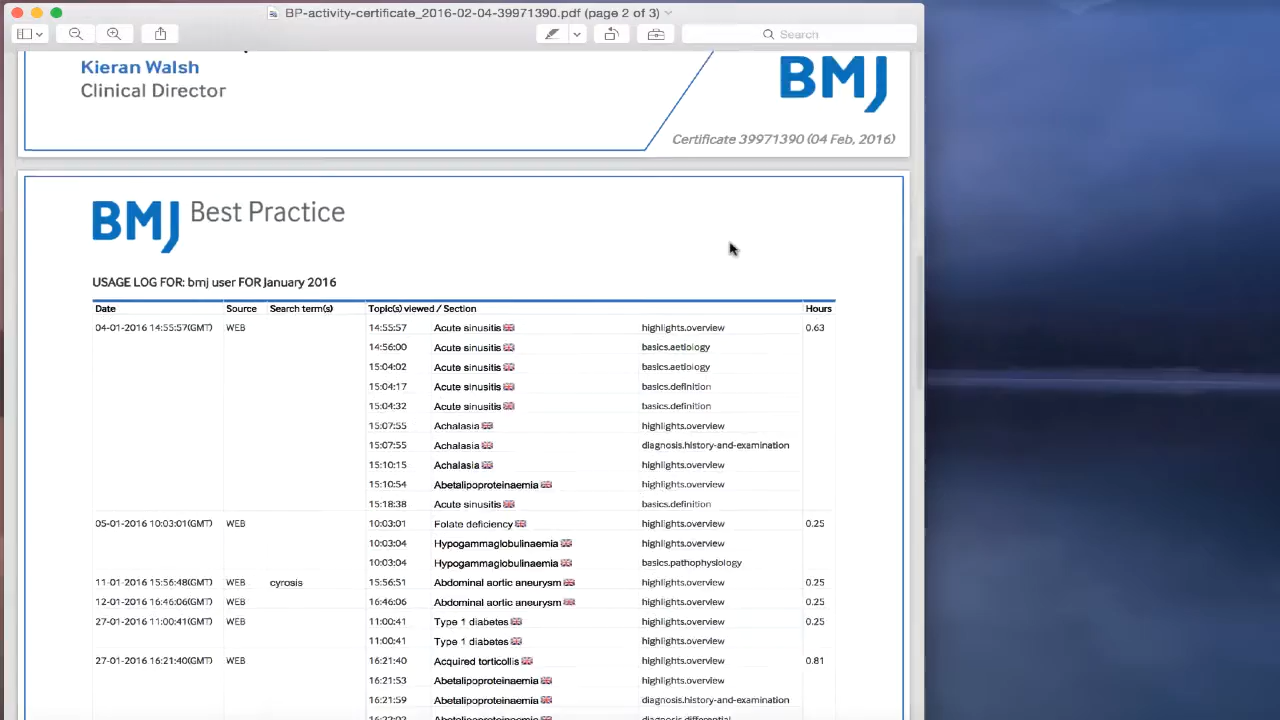 BP-activity-certificate_2016-02-04-39971390.pdf (page 2 of 3)
Search
Kieran Walsh
Clinical Director
BMJ
Certificate 39971390 (04 Feb, 2016)
BMJ Best Practice
USAGE LOG FOR: bmj user FOR January 2016
Date Source Search term(s) Topic(s) viewed / Section Hours
04-01-2016 14:55:57(GMT) WEB 14:55:57 Acute sinusitis highlights.overview 0.63
14:56:00 Acute sinusitis basics.aetiology
15:04:02 Acute sinusitis basics.aetiology
15:04:17 Acute sinusitis basics.definition
15:04:32 Acute sinusitis basics.definition
15:07:55 Achalasia highlights.overview
15:07:55 Achalasia diagnosis.history-and-examination
15:10:15 Achalasia highlights.overview
15:10:54 Abetalipoproteinaemia highlights.overview
15:18:38 Acute sinusitis basics.definition
05-01-2016 10:03:01(GMT) WEB 10:03:01 Folate deficiency highlights.overview 0.25
10:03:04 Hypogammaglobulinaemia highlights.overview
10:03:04 Hypogammaglobulinaemia basics.pathophysiology
11-01-2016 15:56:48(GMT) WEB cyrosis 15:56:51 Abdominal aortic aneurysm highlights.overview 0.25
12-01-2016 16:46:06(GMT) WEB 16:46:06 Abdominal aortic aneurysm highlights.overview 0.25
27-01-2016 11:00:41(GMT) WEB 11:00:41 Type 1 diabetes highlights.overview 0.25
11:00:41 Type 1 diabetes highlights.overview
27-01-2016 16:21:40(GMT) WEB 16:21:40 Acquired torticollis highlights.overview 0.81
16:21:53 Abetalipoproteinaemia highlights.overview
16:21:59 Abetalipoproteinaemia diagnosis.history-and-examination